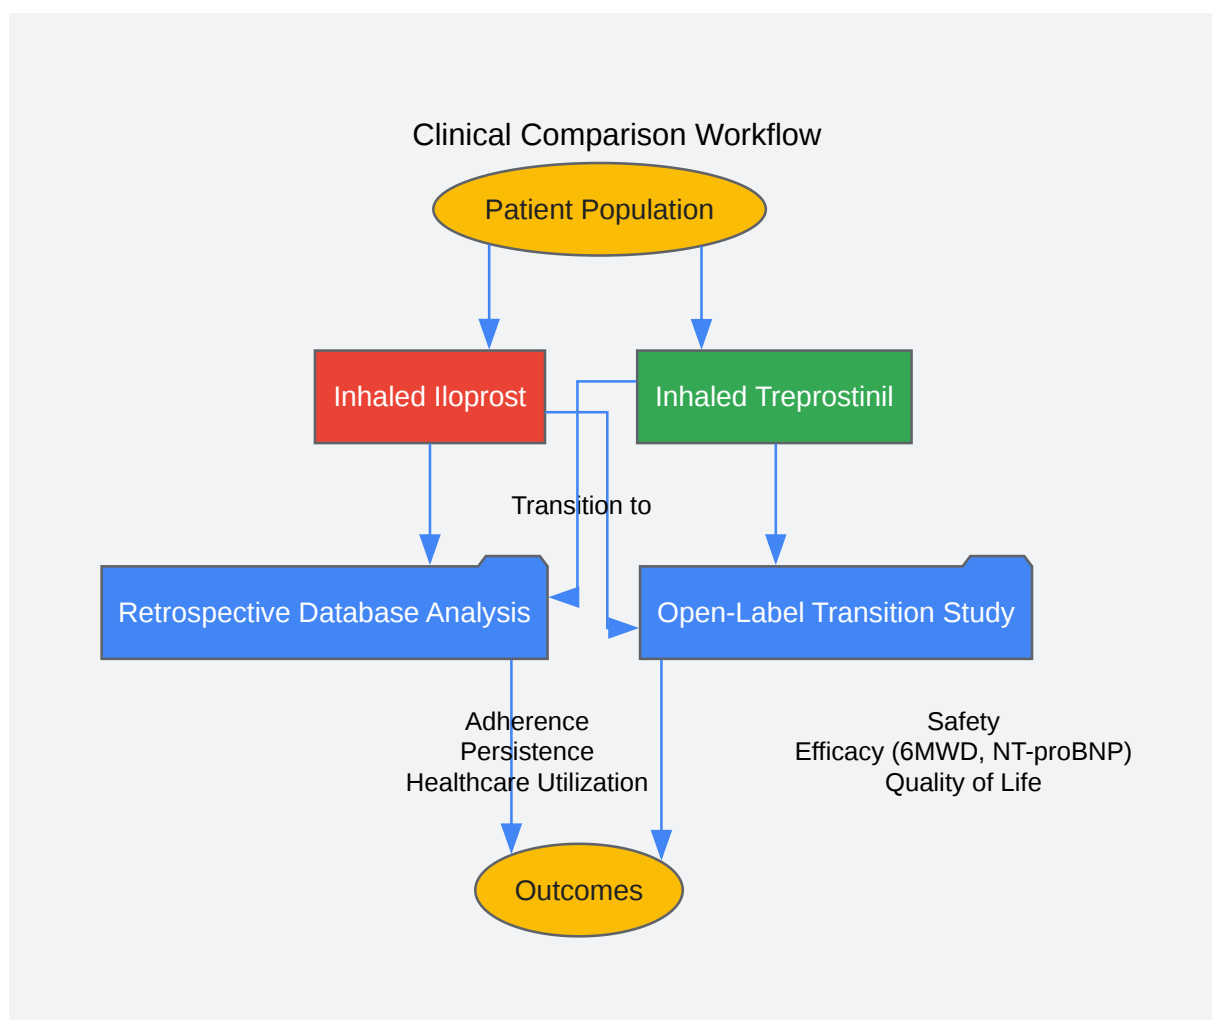 Clinical Comparison Workflow
Patient Population
Inhaled Iloprost
Inhaled Treprostinil
Transition to
Retrospective Database Analysis
Open-Label Transition Study
Adherence
Persistence
Healthcare Utilization
Safety
Efficacy (6MWD, NT-proBNP)
Quality of Life
Outcomes